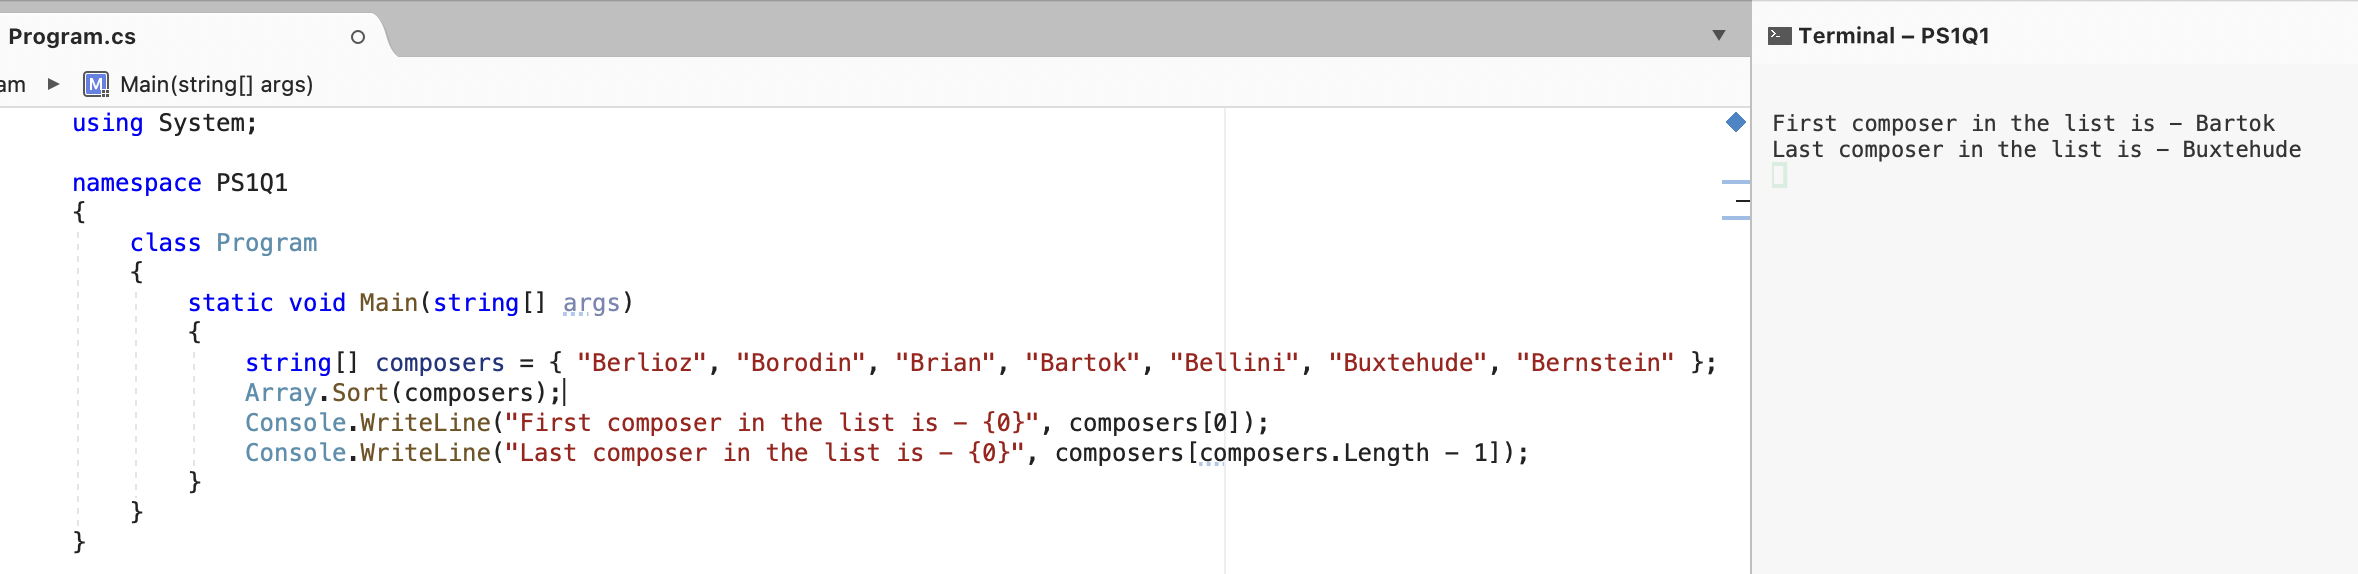 Program.cs
am Main(string[] args)
using System;
namespace PS1Q1
{
class Program
{
static void Main(string[] args)
{
string[] composers = { "Berlioz", "Borodin", "Brian", "Bartok", "Bellini", "Buxtehude", "Bernstein" };
Array.Sort(composers);
Console.WriteLine("First composer in the list is – {0}", composers[0]);
Console.WriteLine("Last composer in the list is – {0}", composers[composers.Length - 1]);
}
}
}
Terminal – PS1Q1
First composer in the list is – Bartok
Last composer in the list is – Buxtehude